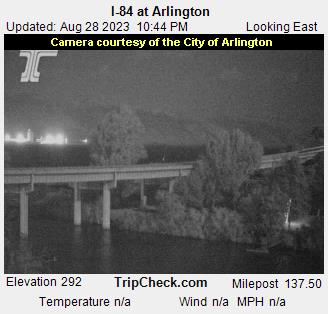 I-84 at Arlington
Updated: Aug 28 2023 10:44 PM Looking East
Camera courtesy of the City of Arlington
Elevation 292 TripCheck.com Milepost 137.50
Temperature n/a Wind n/a MPH n/a